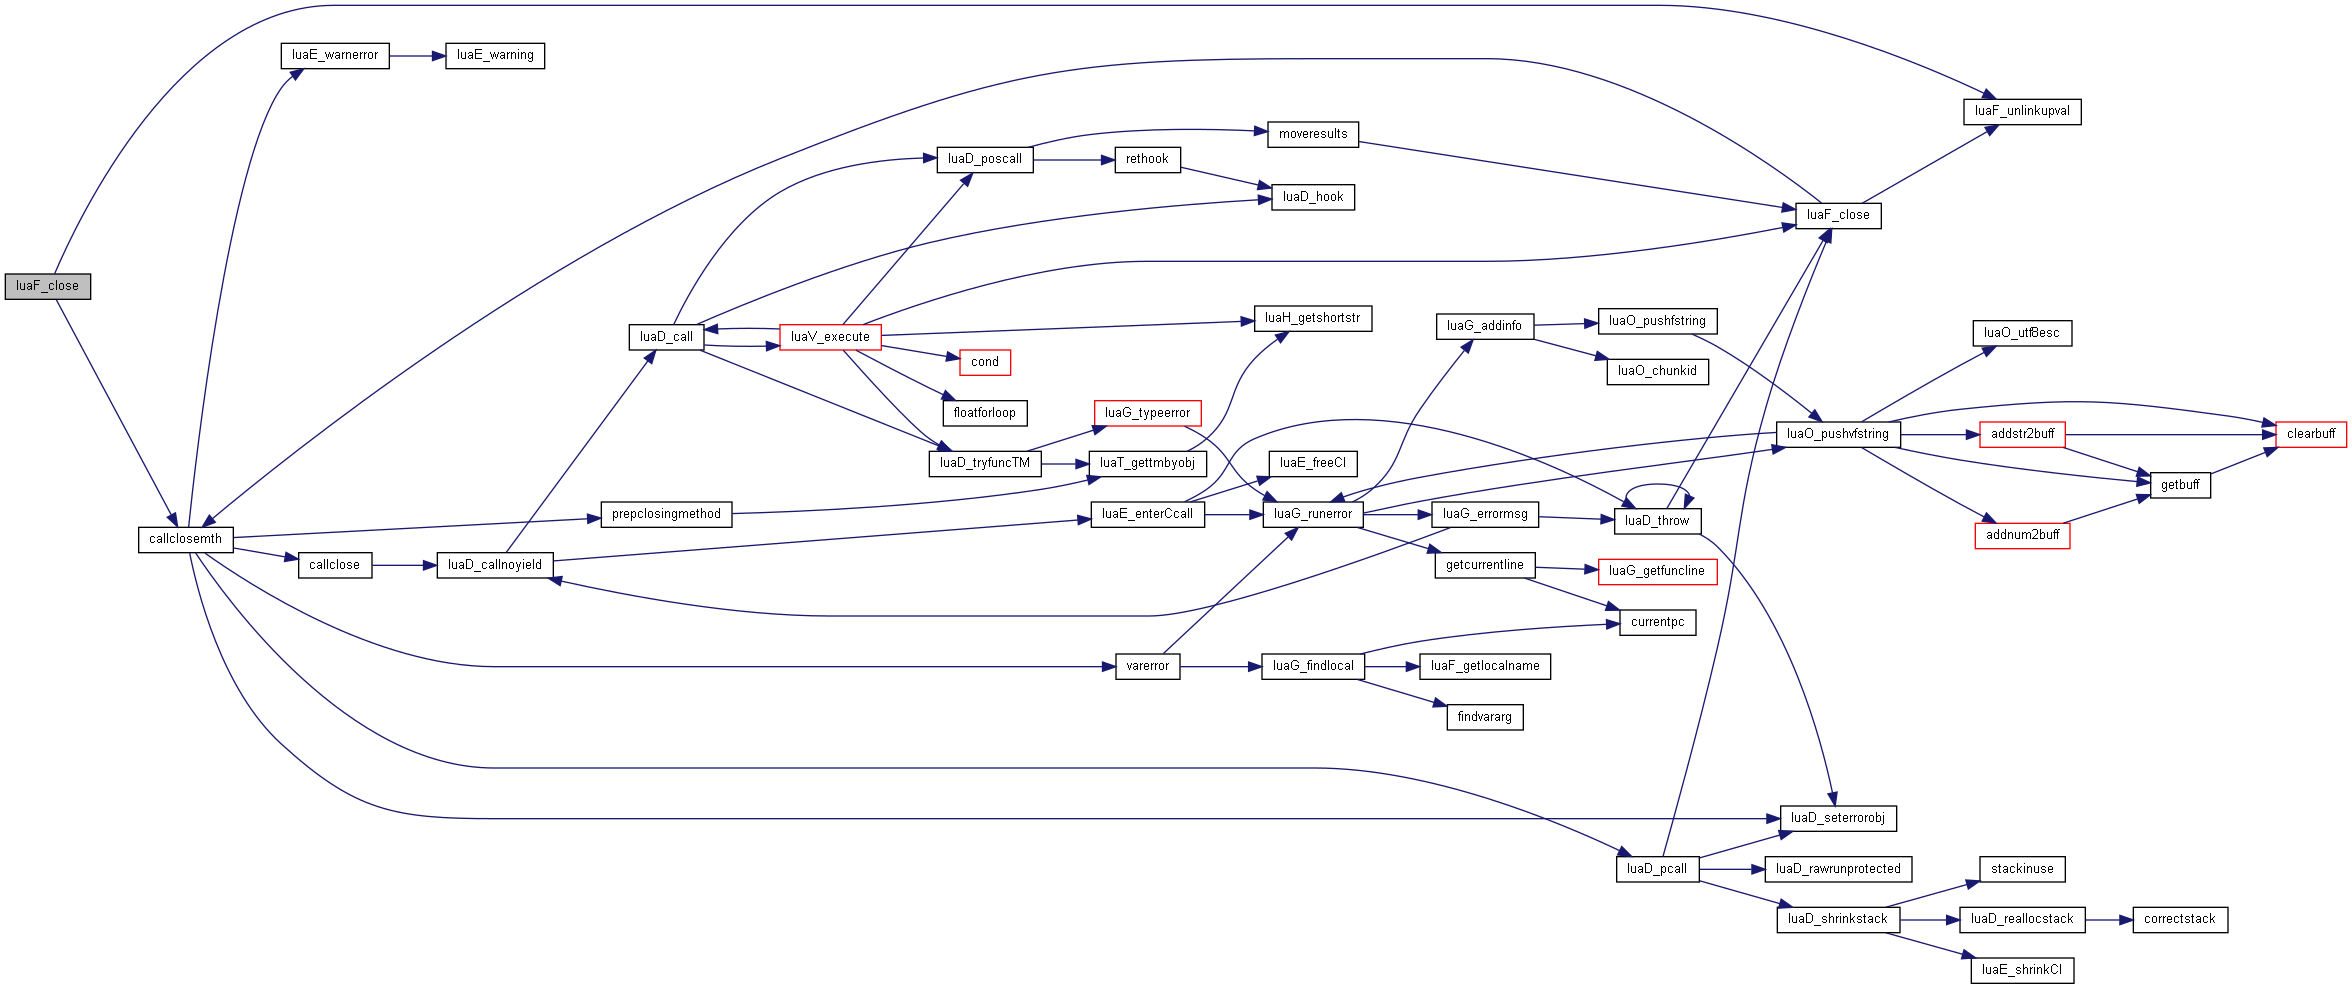 luaE_warnerror
luaE_warning
luaF_unlinkupval
moveresults
luaD_poscall
rethook
luaD_hook
luaF_close
luaF_close
luaH_getshortstr
luaD_call
luaV_execute
luaG_addinfo
luaO_pushfstring
luaO_utf8esc
cond
luaO_chunkid
floatforloop
luaG_typeerror
luaO_pushvfstring
addstr2buff
clearbuff
luaD_tryfuncTM
luaT_gettmbyobj
luaE_freeCI
getbuff
prepclosingmethod
luaE_enterCcall
luaG_runerror
luaG_errormsg
luaD_throw
addnum2buff
callclosemth
callclose
luaD_callnoyield
getcurrentline
luaG_getfuncline
currentpc
varerror
luaG_findlocal
luaF_getlocalname
findvararg
luaD_seterrorobj
luaD_pcall
luaD_rawrunprotected
stackinuse
luaD_shrinkstack
luaD_reallocstack
correctstack
luaE_shrinkCI